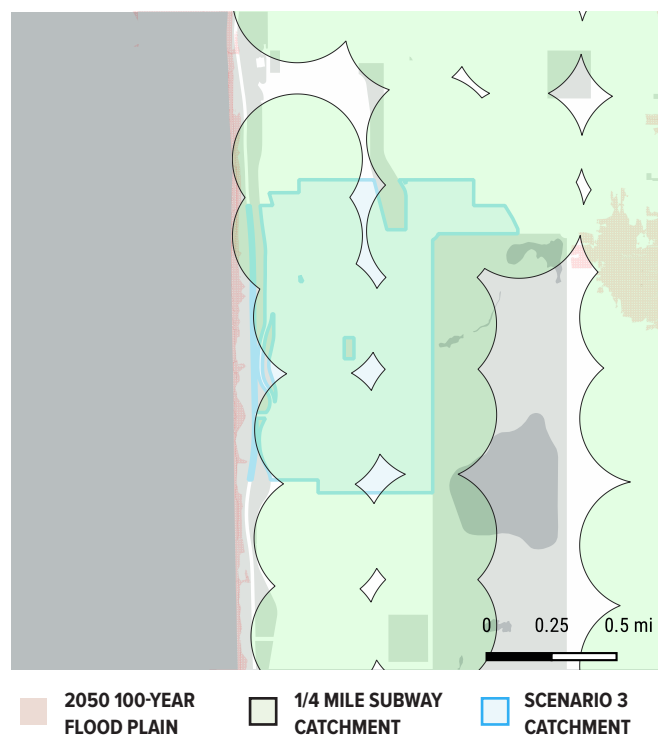 0 0.25 0.5 mi
2050 100-YEAR
FLOOD PLAIN
1/4 MILE SUBWAY
CATCHMENT
SCENARIO 3
CATCHMENT